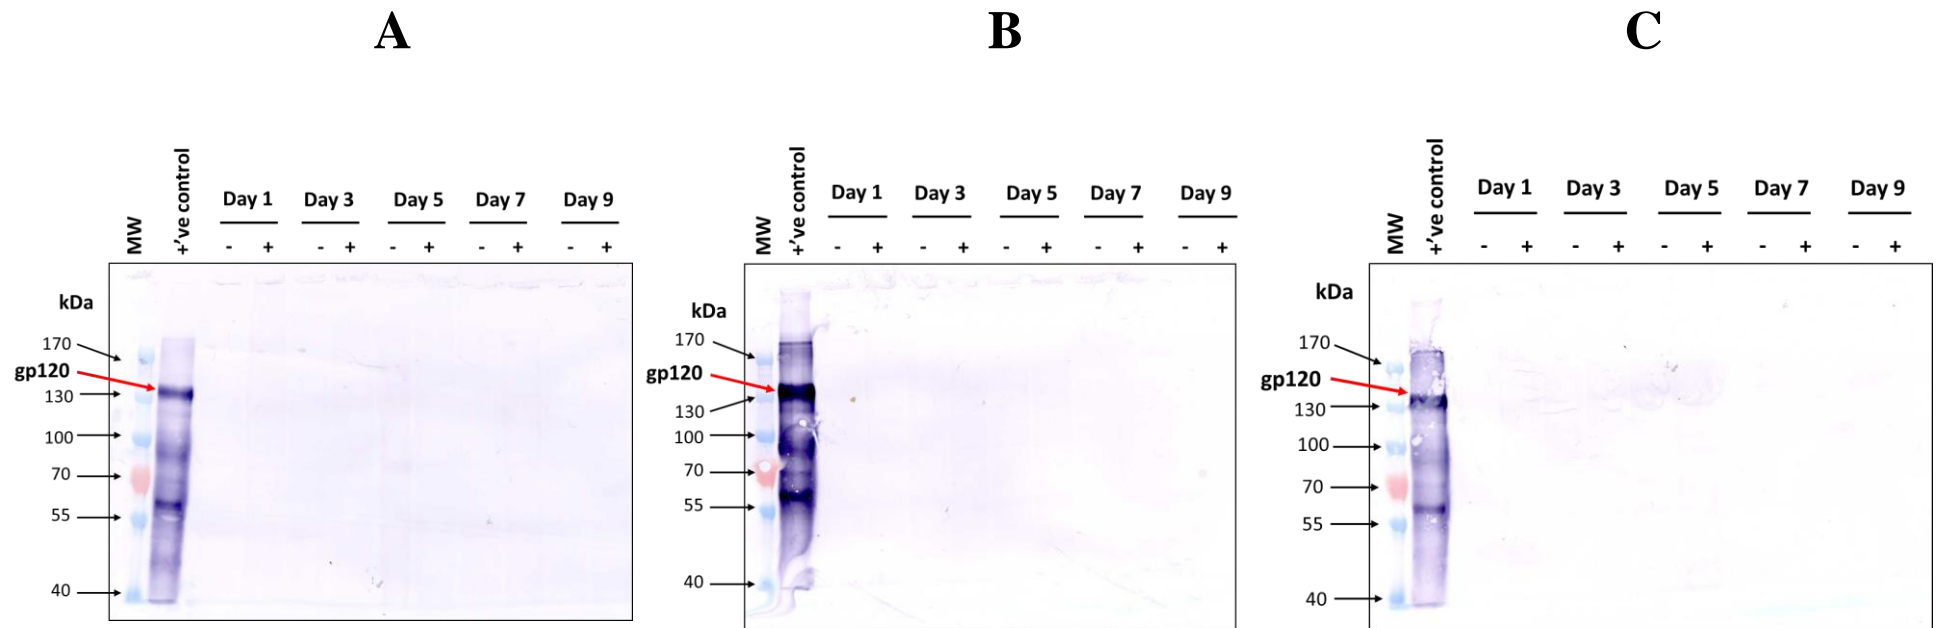 A
MW
+'ve control
Day 1 Day 3 Day 5 Day 7 Day 9
- + - + - + - + - +
kDa
170
gp120
130
100
70
55
40
B
MW
+'ve control
Day 1 Day 3 Day 5 Day 7 Day 9
- + - + - + - + - +
kDa
170
gp120
130
100
70
55
40
C
MW
+'ve control
Day 1 Day 3 Day 5 Day 7 Day 9
- + - + - + - + - +
kDa
170
gp120
130
100
70
55
40